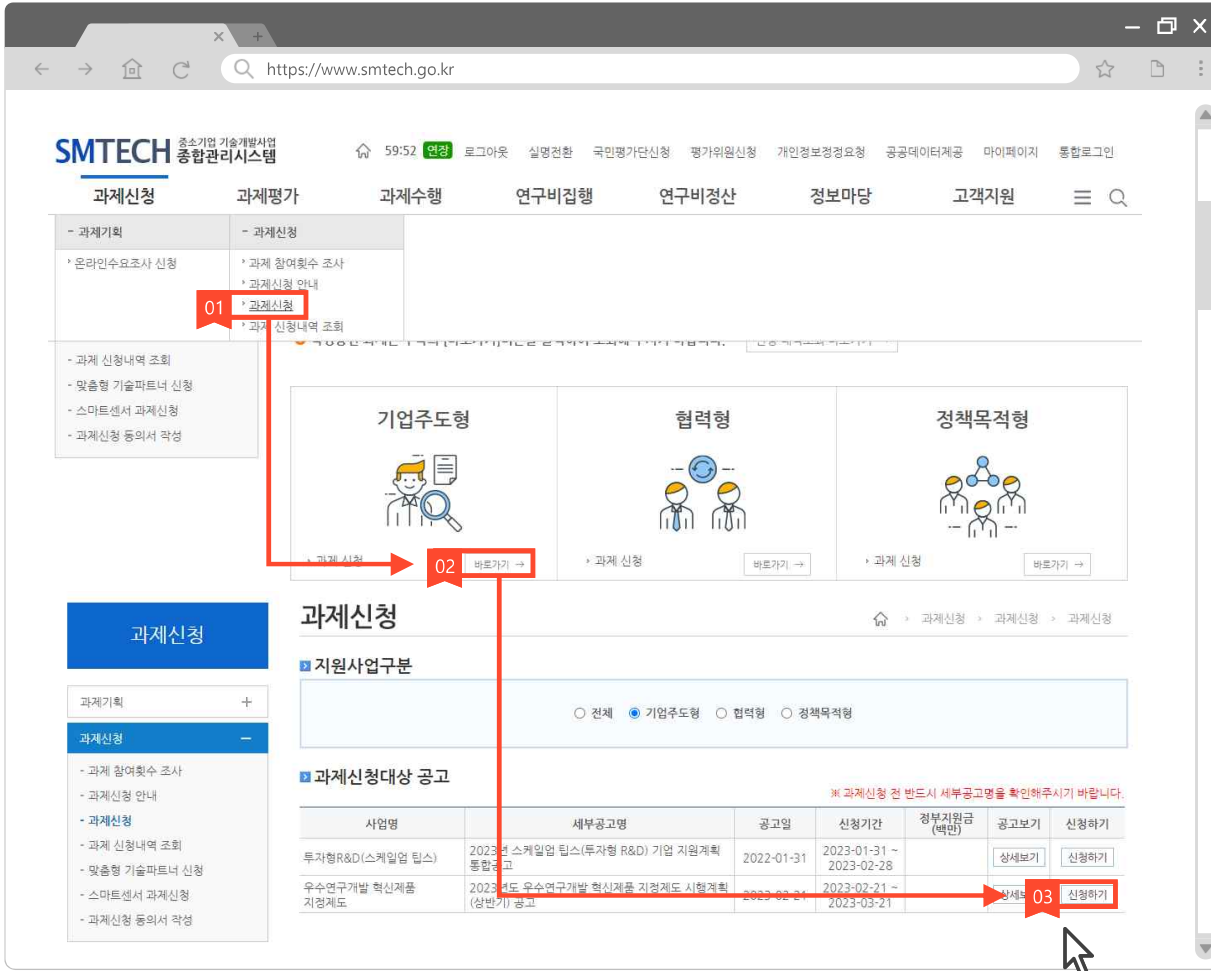 https://www.smtech.go.kr
SMTECH 중소기업 기술개발사업 종합관리시스템
59:52 연장 로그아웃 실명전환 국민평가단신청 평가위원신청 개인정보정정요청 공공데이터제공 마이페이지 통합로그인
과제신청 과제평가 과제수행 연구비집행 연구비정산 정보마당 고객지원
- 과제기획 - 과제신청
온라인수요조사 신청 과제 참여횟수 조사
과제신청 안내
01 과제신청
과제 신청내역 조회
- 과제 신청내역 조회
- 맞춤형 기술파트너 신청
- 스마트센서 과제신청
- 과제신청 동의서 작성
기업주도형 협력형 정책목적형
과제 신청 02 바로가기 → 과제 신청 바로가기 → 과제 신청 바로가기 →
과제신청
과제기획 +
과제신청 −
- 과제 참여횟수 조사
- 과제신청 안내
- 과제신청
- 과제 신청내역 조회
- 맞춤형 기술파트너 신청
- 스마트센서 과제신청
- 과제신청 동의서 작성
과제신청
과제신청 > 과제신청 > 과제신청
지원사업구분
전체 기업주도형 협력형 정책목적형
과제신청대상 공고
※ 과제신청 전 반드시 세부공고명을 확인해주시기 바랍니다.
사업명 세부공고명 공고일 신청기간 정부지원금 (백만) 공고보기 신청하기
투자형R&D(스케일업 팁스) 2023년 스케일업 팁스(투자형 R&D) 기업 지원계획 통합공고 2022-01-31 2023-01-31 ~ 2023-02-28 상세보기 신청하기
우수연구개발 혁신제품 지정제도 2023년도 우수연구개발 혁신제품 지정제도 시행계획 (상반기) 공고 2023-02-21 2023-02-21 ~ 2023-03-21 상세보기 03 신청하기